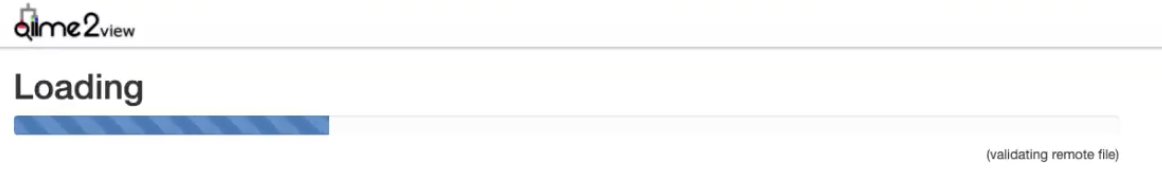 qiime2view
Loading
(validating remote file)